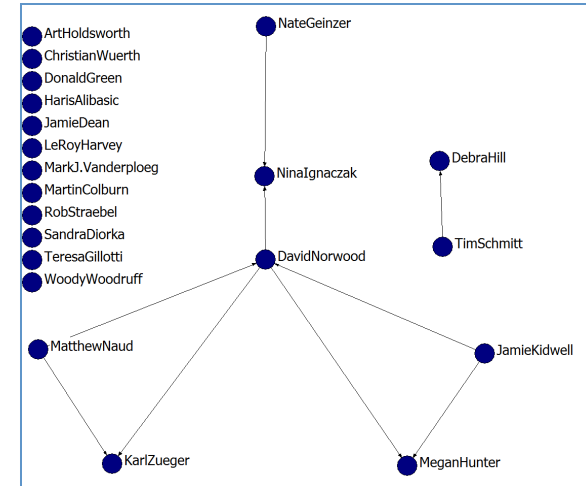 ArtHoldsworth
ChristianWuerth
DonaldGreen
HarisAlibasic
JamieDean
LeRoyHarvey
MarkJ.Vanderploeg
MartinColburn
RobStraebel
SandraDiorka
TeresaGillotti
WoodyWoodruff
NateGeinzer
NinaIgnaczak
DebraHill
TimSchmitt
DavidNorwood
MatthewNaud
JamieKidwell
KarlZueger
MeganHunter